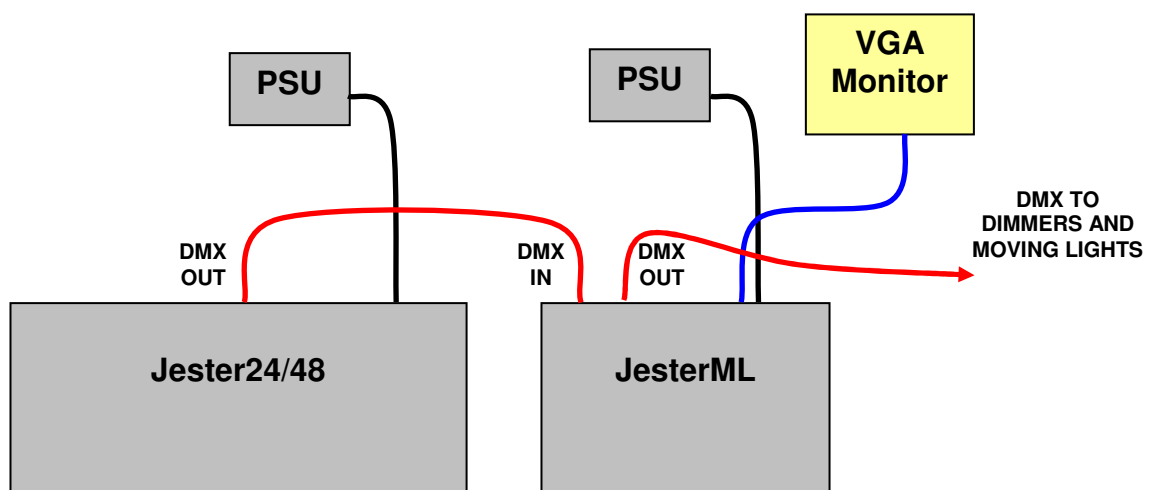 PSU
PSU
VGA
Monitor
DMX TO
DIMMERS AND
MOVING LIGHTS
DMX
OUT
DMX
IN
DMX
OUT
Jester24/48
JesterML